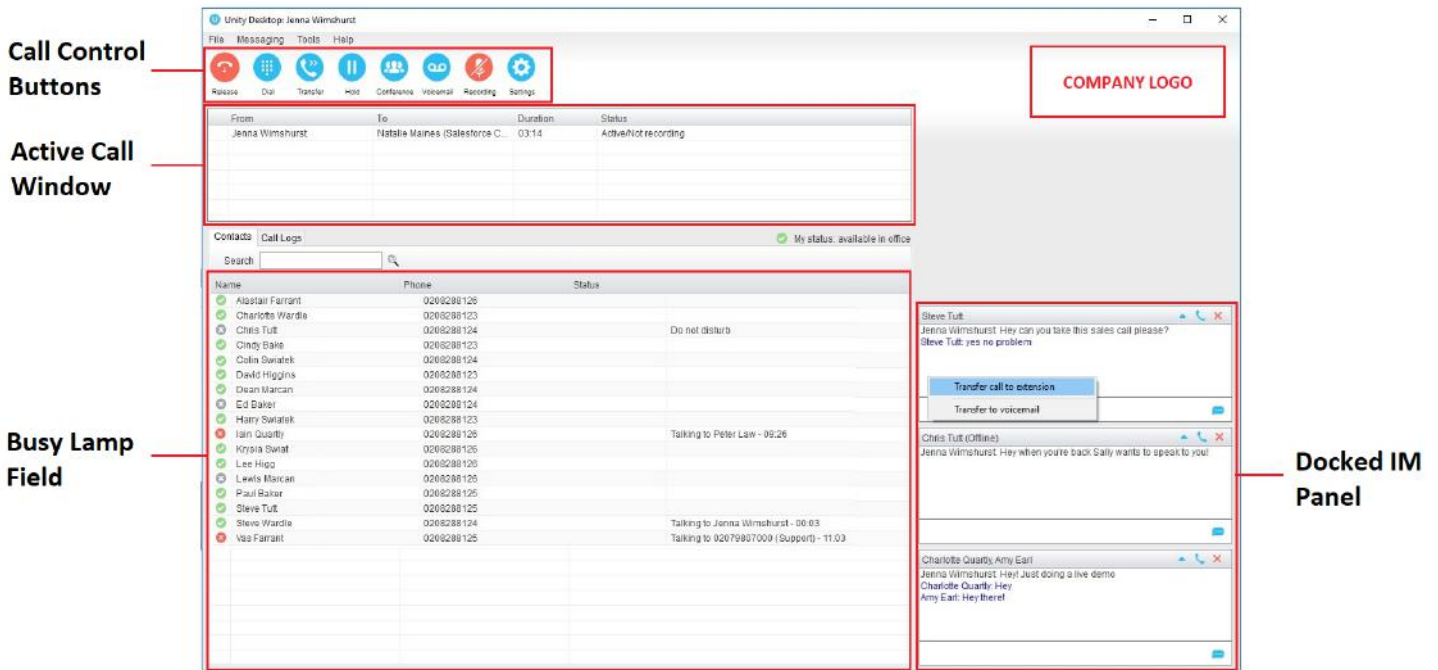 Unity Desktop: Jenna Wimshurst
File Messaging Tools Help
Call Control
Buttons
Release Dial Transfer Hold Conference Voicemail Recording Settings
COMPANY LOGO
Active Call
Window
From To Duration Status
Jenna Wimshurst Natalie Maines (Salesforce C... 03:14 Active/Not recording
Contacts Call Logs My status: available in office
Search
Busy Lamp
Field
Name Phone Status
Alastair Farrant 0208288126
Charlotte Wardle 0208288123
Chris Tutt 0208288124 Do not disturb
Cindy Bake 0208288123
Colin Swiatek 0208288124
David Higgins 0208288123
Dean Marcan 0208288124
Ed Baker 0208288124
Harry Swiatek 0208288123
Iain Quartly 0208288126 Talking to Peter Law - 09:26
Krysia Swiat 0208288126
Lee Higg 0208288126
Lewis Marcan 0208288126
Paul Baker 0208288125
Steve Tutt 0208288125
Steve Wardle 0208288124 Talking to Jenna Wimshurst - 00:03
Vas Farrant 0208288125 Talking to 02079807000 (Support) - 11:03
Docked IM
Panel
Steve Tutt
Jenna Wimshurst: Hey can you take this sales call please?
Steve Tutt: yes no problem
Transfer call to extension
Transfer to voicemail
Chris Tutt (Offline)
Jenna Wimshurst: Hey when you're back Sally wants to speak to you!
Charlotte Quartly, Amy Earl
Jenna Wimshurst: Hey! Just doing a live demo
Charlotte Quartly: Hey
Amy Earl: Hey there!